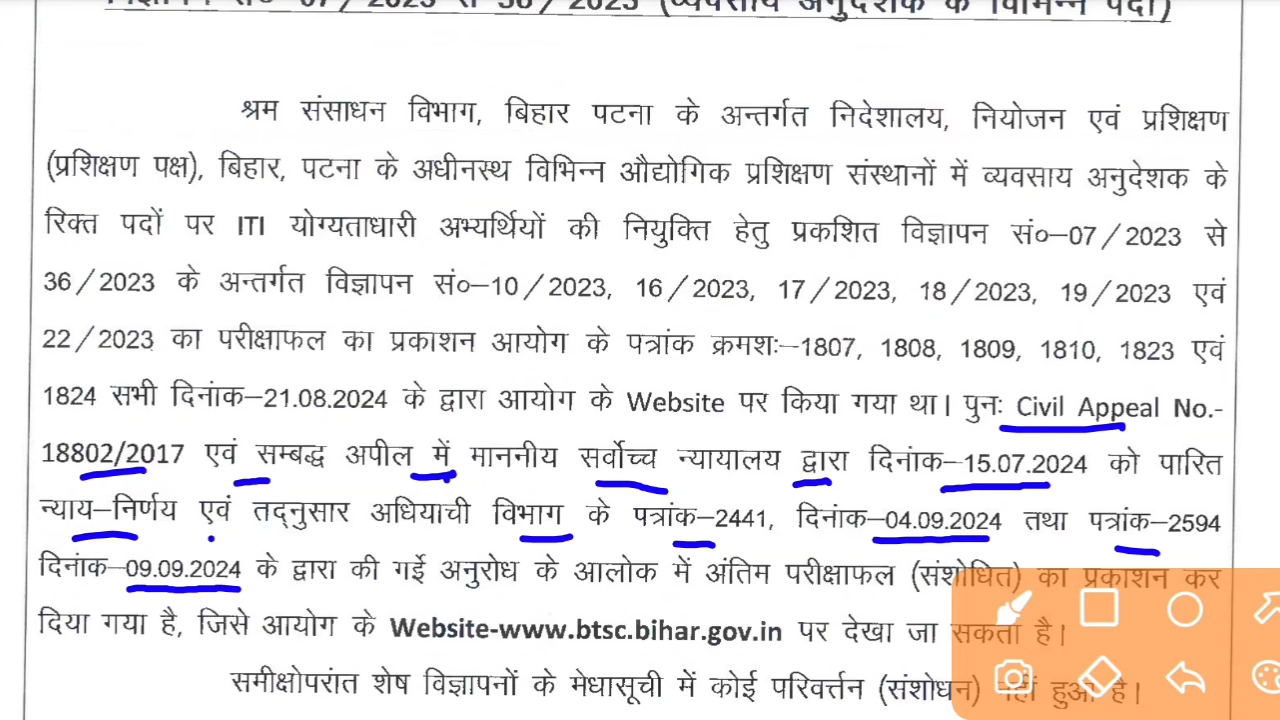 विज्ञापन सं०-07/2023 से 36/2023 (व्यवसाय अनुदेशक के विभिन्न पदों)
श्रम संसाधन विभाग, बिहार पटना के अन्तर्गत निदेशालय, नियोजन एवं प्रशिक्षण
(प्रशिक्षण पक्ष), बिहार, पटना के अधीनस्थ विभिन्न औद्योगिक प्रशिक्षण संस्थानों में व्यवसाय अनुदेशक के
रिक्त पदों पर ITI योग्यताधारी अभ्यर्थियों की नियुक्ति हेतु प्रकशित विज्ञापन सं०–07/2023 से
36/2023 के अन्तर्गत विज्ञापन सं०–10/2023, 16/2023, 17/2023, 18/2023, 19/2023 एवं
22/2023 का परीक्षाफल का प्रकाशन आयोग के पत्रांक क्रमशः–1807, 1808, 1809, 1810, 1823 एवं
1824 सभी दिनांक–21.08.2024 के द्वारा आयोग के Website पर किया गया था। पुनः Civil Appeal No.-
18802/2017 एवं सम्बद्ध अपील में माननीय सर्वोच्च न्यायालय द्वारा दिनांक–15.07.2024 को पारित
न्याय–निर्णय एवं तद्नुसार अधियाची विभाग के पत्रांक–2441, दिनांक–04.09.2024 तथा पत्रांक–2594
दिनांक–09.09.2024 के द्वारा की गई अनुरोध के आलोक में अंतिम परीक्षाफल (संशोधित) का प्रकाशन कर
दिया गया है, जिसे आयोग के Website-www.btsc.bihar.gov.in पर देखा जा सकता है।
समीक्षोपरांत शेष विज्ञापनों के मेधासूची में कोई परिवर्त्तन (संशोधन) नहीं हुआ है।